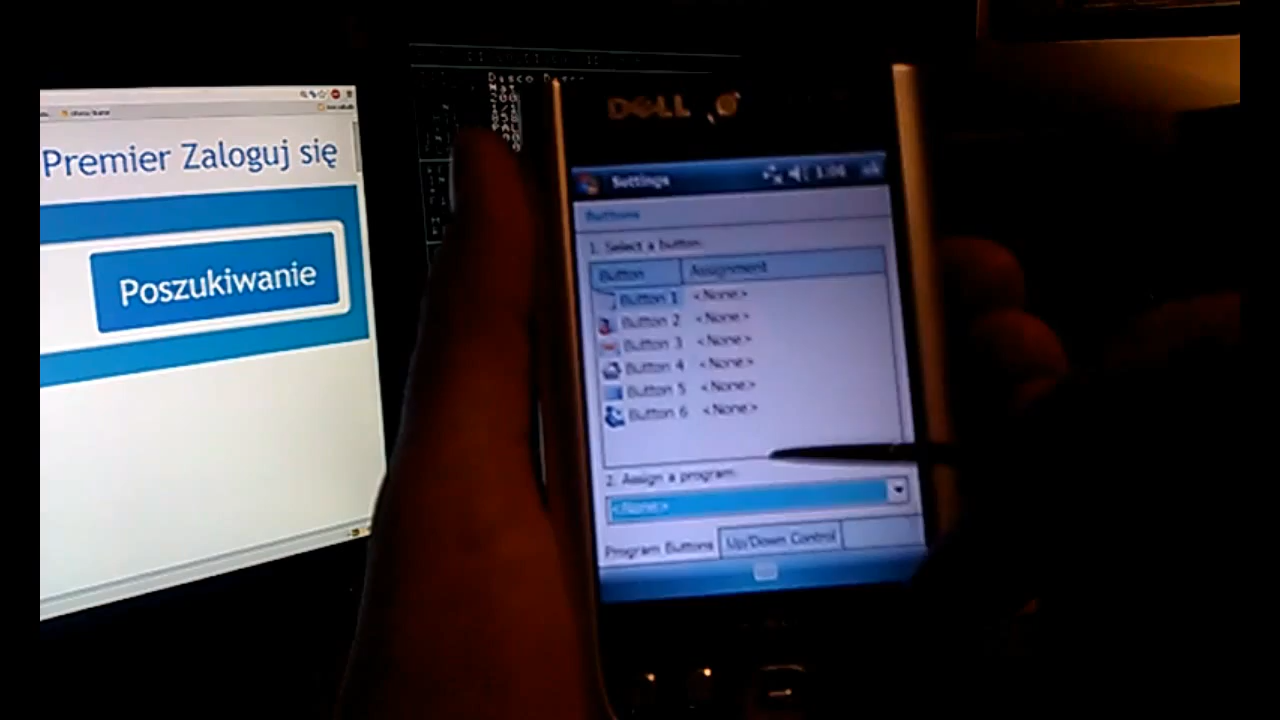 Premier Zaloguj się
Poszukiwanie
Disco
DELL
Settings
Buttons
1. Select a button:
Button Assignment
Button 1 <None>
Button 2 <None>
Button 3 <None>
Button 4 <None>
Button 5 <None>
Button 6 <None>
2. Assign a program:
<None>
Program Buttons Up/Down Control